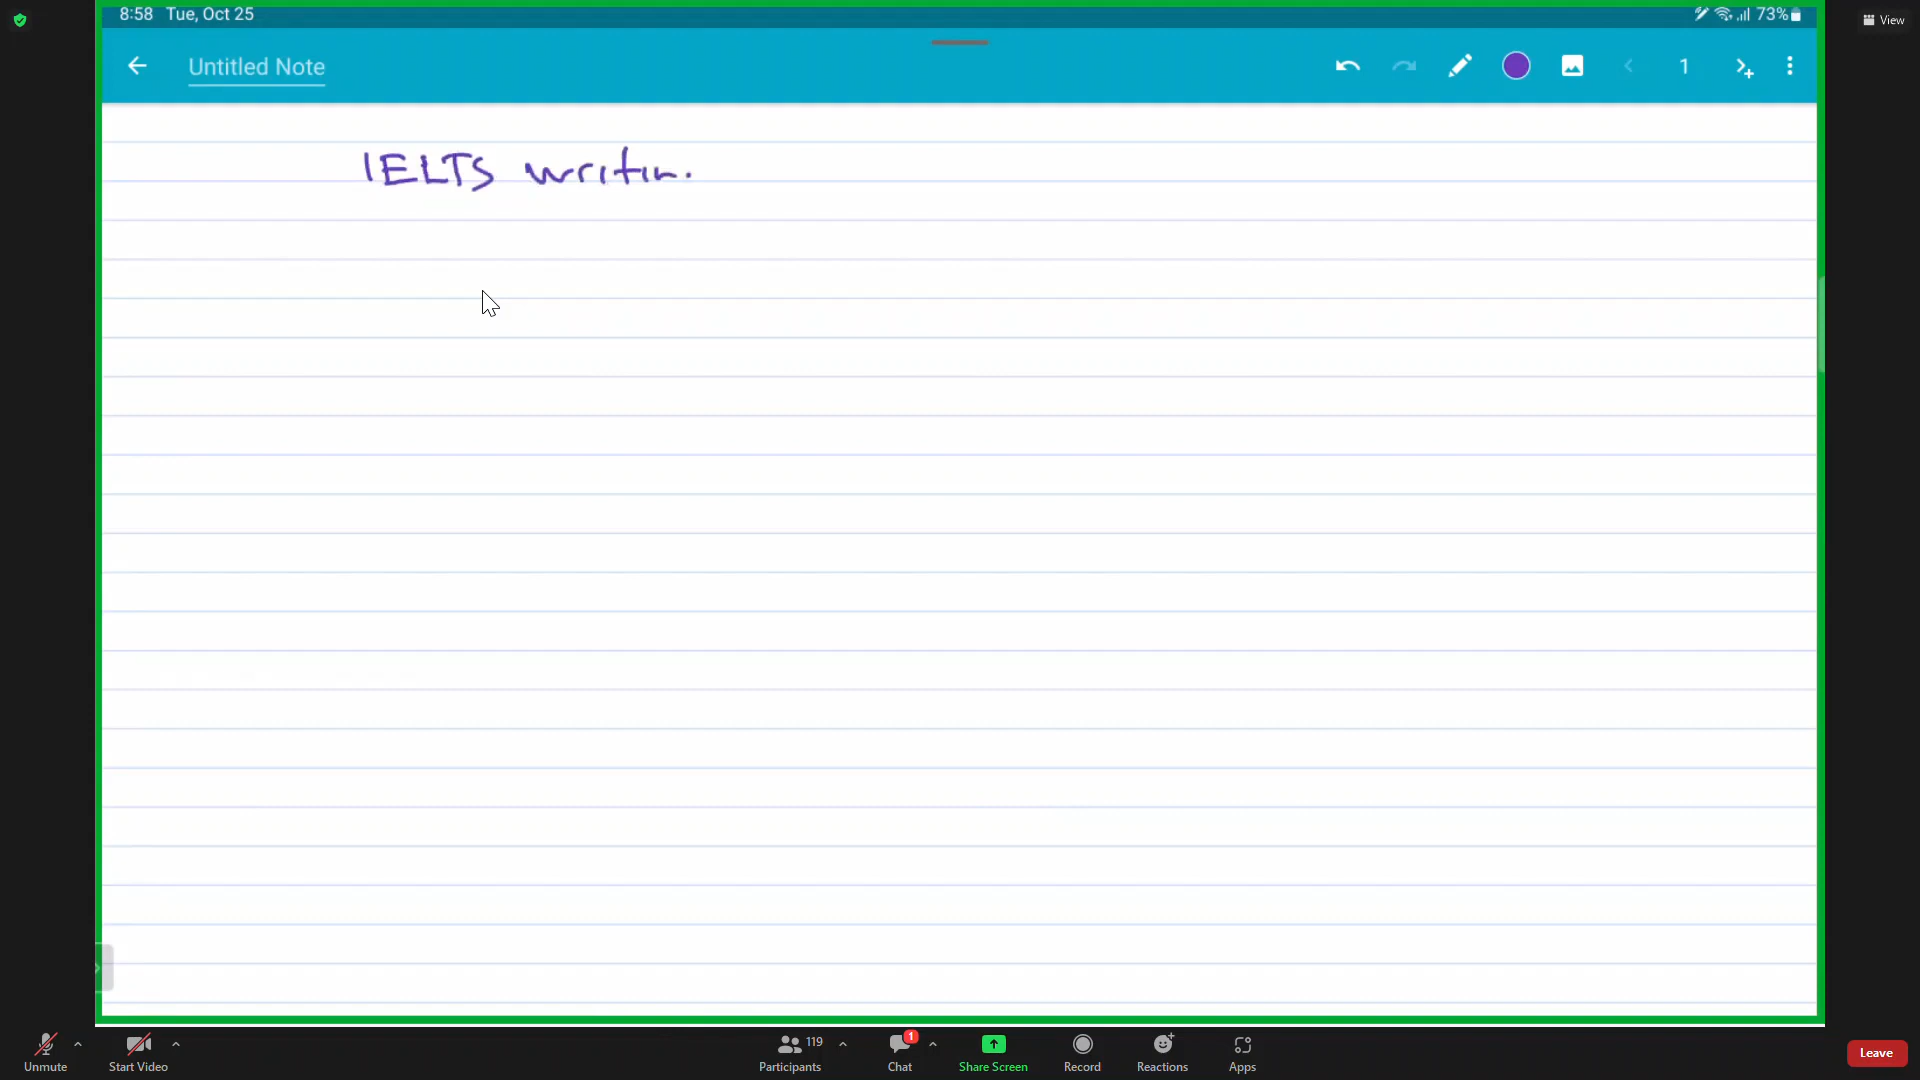 8:58 Tue, Oct 25 73%
View
Untitled Note 1
IELTS writin.
119 1
Unmute Start Video Participants Chat Share Screen Record Reactions Apps Leave